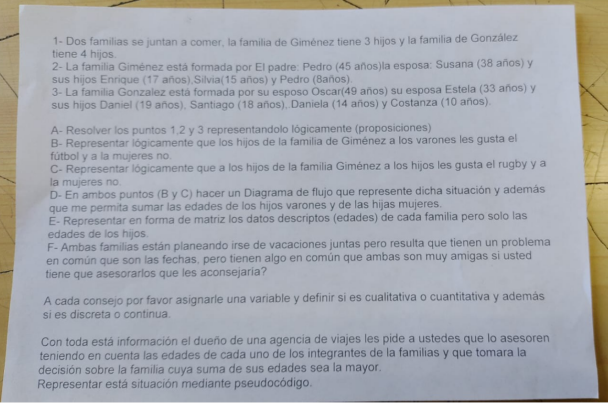 1- Dos familias se juntan a comer, la familia de Giménez tiene 3 hijos y la familia de González
tiene 4 hijos.
2- La familia Giménez está formada por El padre: Pedro (45 años)la esposa: Susana (38 años) y
sus hijos Enrique (17 años),Silvia(15 años) y Pedro (8años).
3- La familia Gonzalez está formada por su esposo Oscar(49 años) su esposa Estela (33 años) y
sus hijos Daniel (19 años), Santiago (18 años), Daniela (14 años) y Costanza (10 años).
A- Resolver los puntos 1,2 y 3 representandolo lógicamente (proposiciones)
B- Representar lógicamente que los hijos de la familia de Giménez a los varones les gusta el
fútbol y a la mujeres no.
C- Representar lógicamente que a los hijos de la familia Giménez a los hijos les gusta el rugby y a
la mujeres no.
D- En ambos puntos (B y C) hacer un Diagrama de flujo que represente dicha situación y además
que me permita sumar las edades de los hijos varones y de las hijas mujeres.
E- Representar en forma de matriz los datos descriptos (edades) de cada familia pero solo las
edades de los hijos.
F- Ambas familias están planeando irse de vacaciones juntas pero resulta que tienen un problema
en común que son las fechas, pero tienen algo en común que ambas son muy amigas si usted
tiene que asesorarlos que les aconsejaría?
A cada consejo por favor asignarle una variable y definir si es cualitativa o cuantitativa y además
si es discreta o continua.
Con toda está información el dueño de una agencia de viajes les pide a ustedes que lo asesoren
teniendo en cuenta las edades de cada uno de los integrantes de la familias y que tomara la
decisión sobre la familia cuya suma de sus edades sea la mayor.
Representar está situación mediante pseudocódigo.